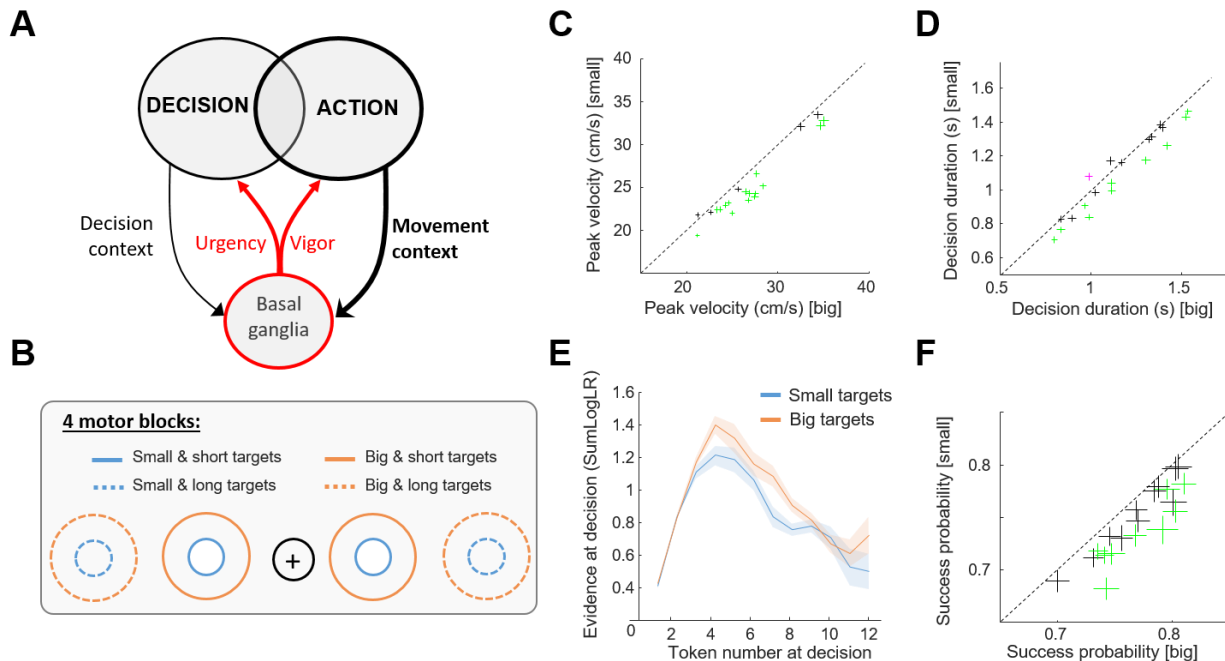 A
DECISION
ACTION
Decision
context
Urgency
Vigor
Movement
context
Basal
ganglia
B
4 motor blocks:
Small & short targets
Big & short targets
Small & long targets
Big & long targets
+
C
Peak velocity (cm/s) [small]
40
35
30
25
20
20
30
40
Peak velocity (cm/s) [big]
D
Decision duration (s) [small]
1.6
1.4
1.2
1
0.8
0.6
0.5
1
1.5
Decision duration (s) [big]
E
Evidence at decision (SumLogLR)
1.6
1.4
1.2
1.0
0.8
0.6
0.4
0
2
4
6
8
10
12
Token number at decision
Small targets
Big targets
F
Success probability [small]
0.8
0.7
0.7
0.8
Success probability [big]